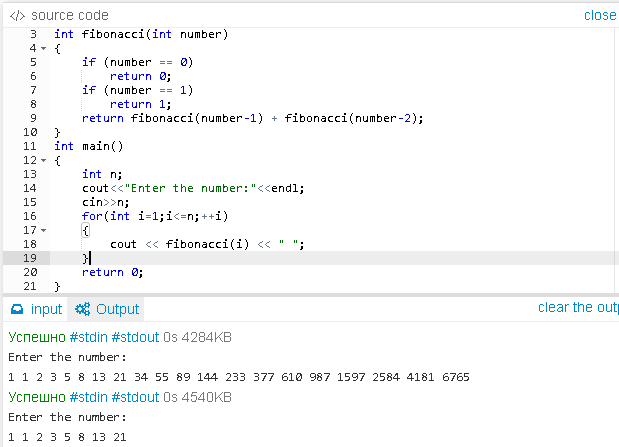 </> source code close
3 int fibonacci(int number)
4 {
5 if (number == 0)
6 return 0;
7 if (number == 1)
8 return 1;
9 return fibonacci(number-1) + fibonacci(number-2);
10 }
11 int main()
12 {
13 int n;
14 cout<<"Enter the number:"<<endl;
15 cin>>n;
16 for(int i=1;i<=n;++i)
17 {
18 cout << fibonacci(i) << " ";
19 }
20 return 0;
21 }
input Output clear the outp
Успешно #stdin #stdout 0s 4284KB
Enter the number:
1 1 2 3 5 8 13 21 34 55 89 144 233 377 610 987 1597 2584 4181 6765
Успешно #stdin #stdout 0s 4540KB
Enter the number:
1 1 2 3 5 8 13 21